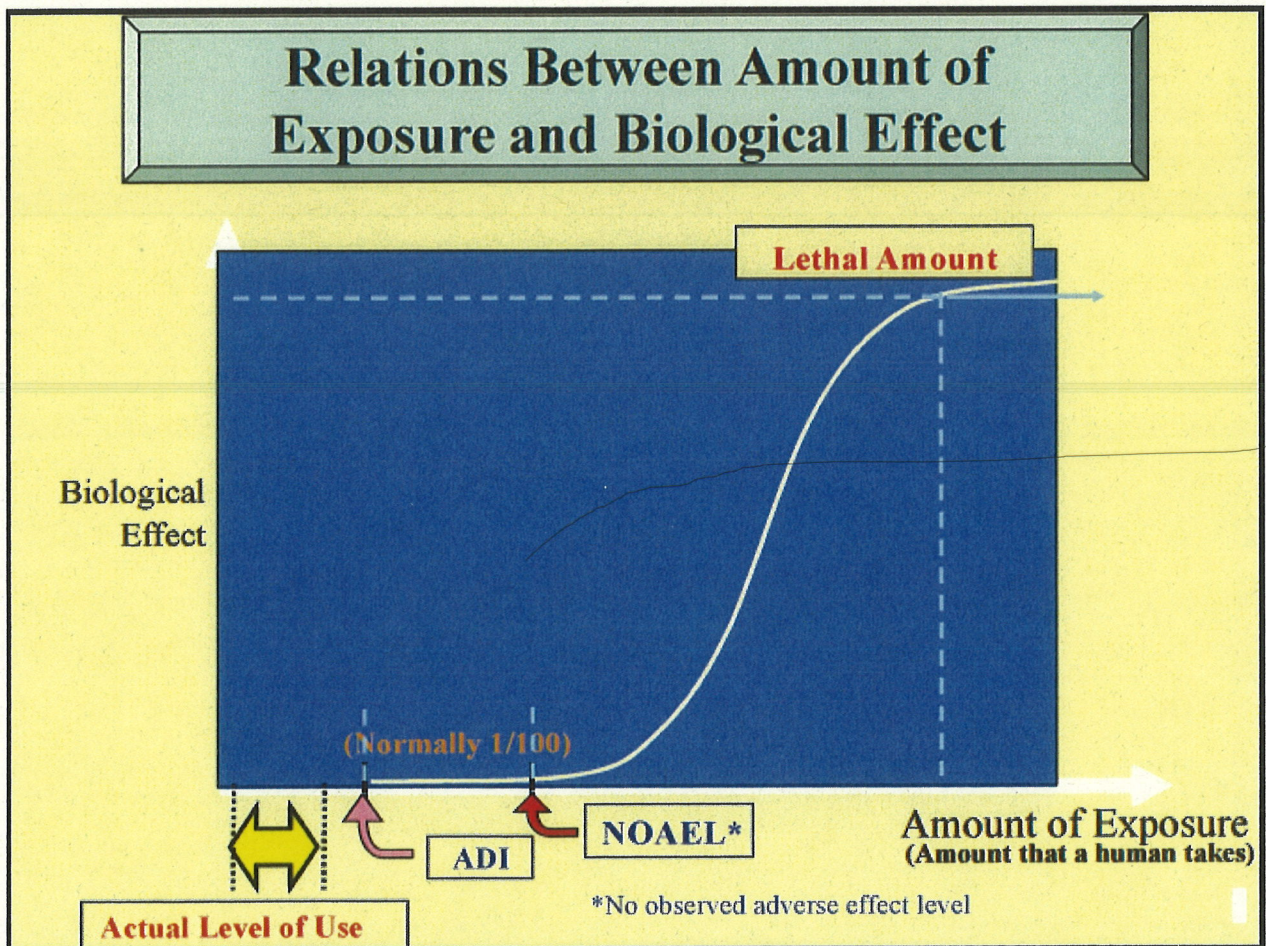 Relations Between Amount of
Exposure and Biological Effect
Lethal Amount
Biological
Effect
(Normally 1/100)
NOAEL*
ADI
Amount of Exposure
(Amount that a human takes)
*No observed adverse effect level
Actual Level of Use